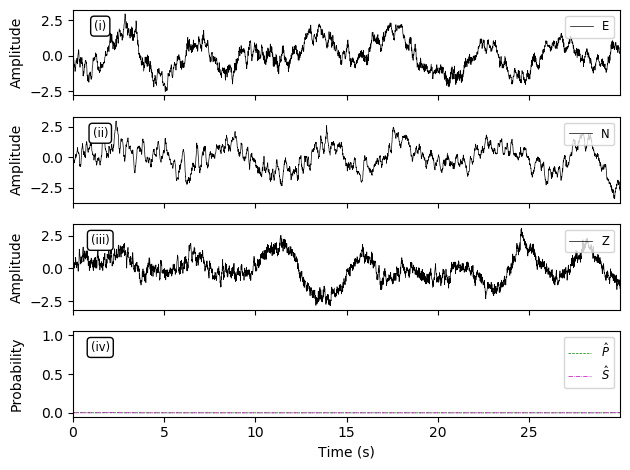 2.5
0.0
−2.5
Amplitude
(i)
E
2.5
0.0
−2.5
Amplitude
(ii)
N
2.5
0.0
−2.5
Amplitude
(iii)
Z
1.0
0.5
0.0
Probability
(iv)
P̂
Ŝ
0 5 10 15 20 25
Time (s)